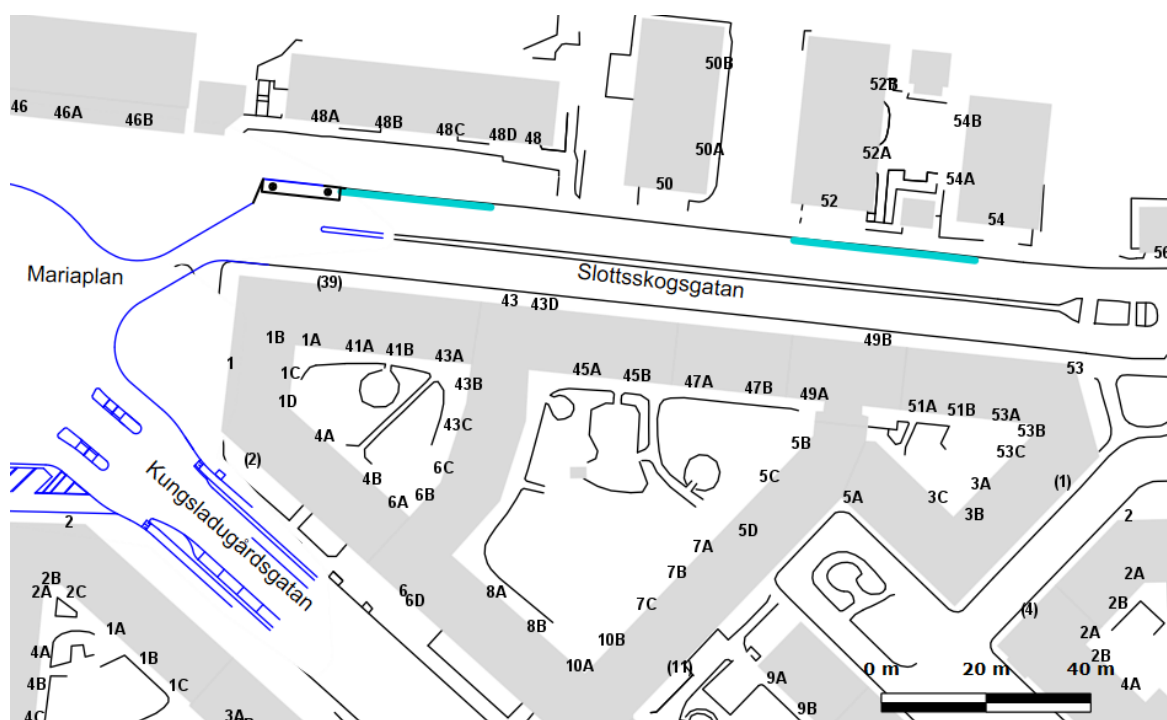 50B
52B
46
46A
46B
48A
48B
48C
48D
48
50A
54B
52A
54A
50
52
54
56
Mariaplan
Slottsskogsgatan
(39)
43
43D
1B
1A
41A
41B
43A
49B
1
1C
43B
45A
45B
47A
47B
49A
53
1D
43C
51A
51B
53A
53B
4A
5B
53C
(2)
6C
4B
5C
3A
(1)
6A
6B
5A
3C
3B
Kungsladugårdsgatan
2
5D
2
7A
2B
2A
2C
6
6D
8A
7B
2A
7C
2B
(4)
1A
8B
10B
2A
4A
1B
10A
(11)
2B
4B
1C
9A
4A
0 m
20 m
40 m
4C
3A
9B